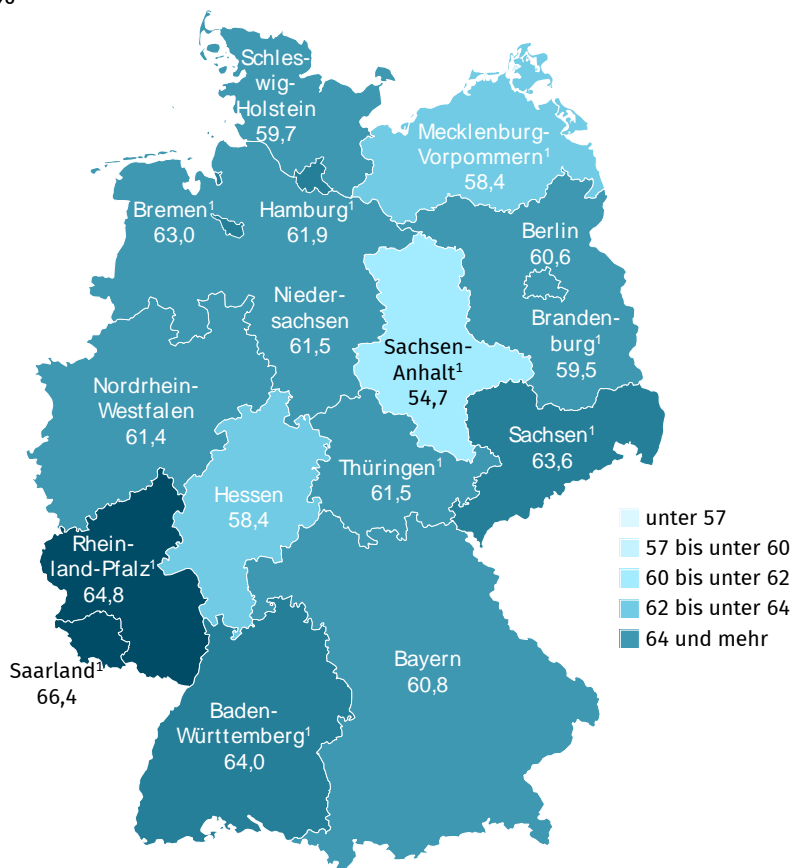 Schles-
wig-
Holstein
59,7
Mecklenburg-
Vorpommern¹
58,4
Bremen¹
63,0
Hamburg¹
61,9
Berlin
60,6
Nieder-
sachsen
61,5
Branden-
burg¹
59,5
Sachsen-
Anhalt¹
54,7
Nordrhein-
Westfalen
61,4
Sachsen¹
63,6
Thüringen¹
61,5
Hessen
58,4
Rhein-
land-Pfalz¹
64,8
Saarland¹
66,4
Bayern
60,8
Baden-
Württemberg¹
64,0
unter 57
57 bis unter 60
60 bis unter 62
62 bis unter 64
64 und mehr